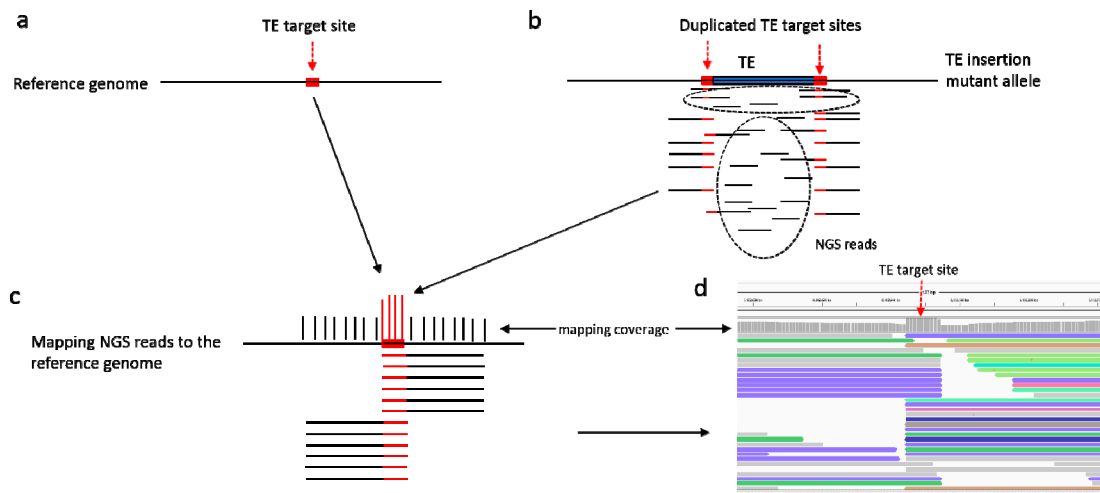 a
TE target site
Reference genome
b
Duplicated TE target sites
TE
TE insertion
mutant allele
NGS reads
c
Mapping NGS reads to the
reference genome
mapping coverage
d
TE target site